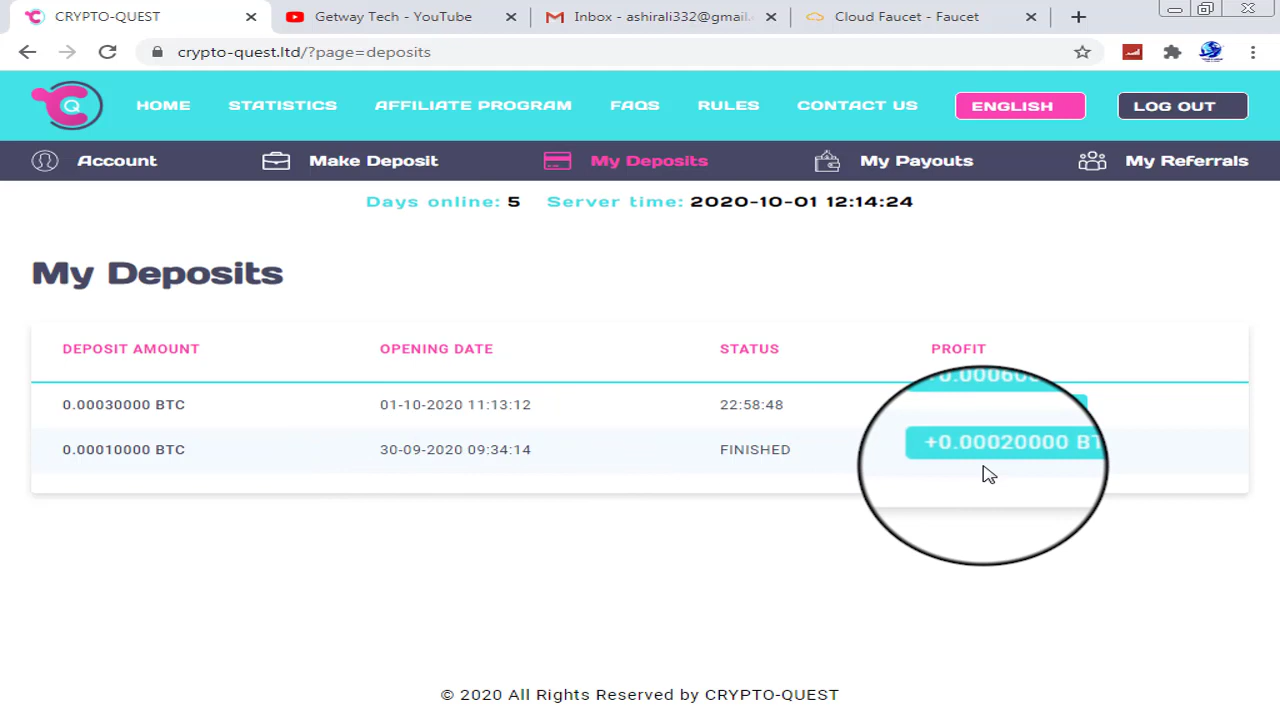 CRYPTO-QUEST
Getway Tech - YouTube
Inbox - ashirali332@gmail.
Cloud Faucet - Faucet
crypto-quest.ltd/?page=deposits
Q HOME STATISTICS AFFILIATE PROGRAM FAQS RULES CONTACT US ENGLISH LOG OUT
Account Make Deposit My Deposits My Payouts My Referrals
Days online: 5 Server time: 2020-10-01 12:14:24
My Deposits
DEPOSIT AMOUNT OPENING DATE STATUS PROFIT
0.00030000 BTC 01-10-2020 11:13:12 22:58:48
0.00010000 BTC 30-09-2020 09:34:14 FINISHED +0.00020000 BT
© 2020 All Rights Reserved by CRYPTO-QUEST